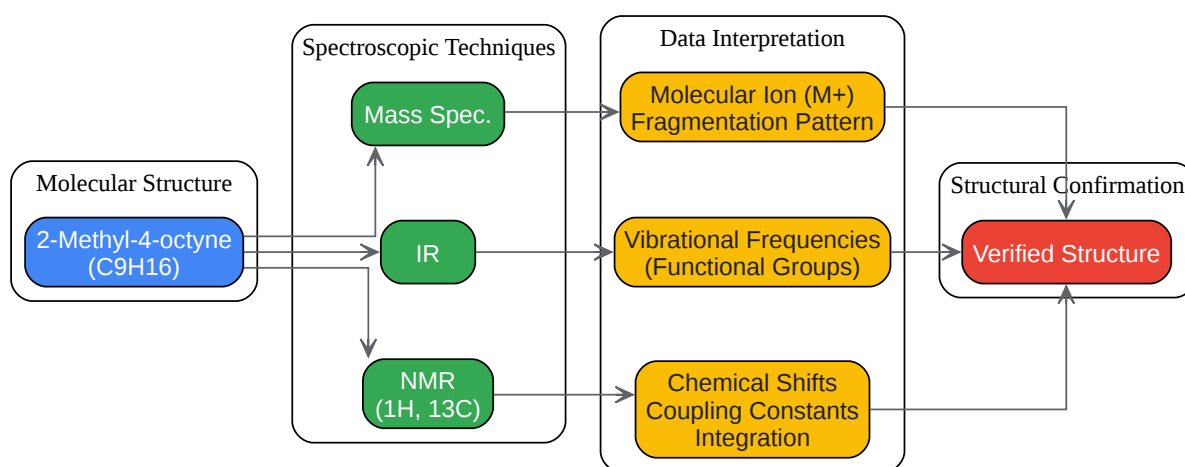 Molecular Structure
2-Methyl-4-octyne
(C9H16)
Spectroscopic Techniques
Mass Spec.
IR
NMR
(1H, 13C)
Data Interpretation
Molecular Ion (M+)
Fragmentation Pattern
Vibrational Frequencies
(Functional Groups)
Chemical Shifts
Coupling Constants
Integration
Structural Confirmation
Verified Structure